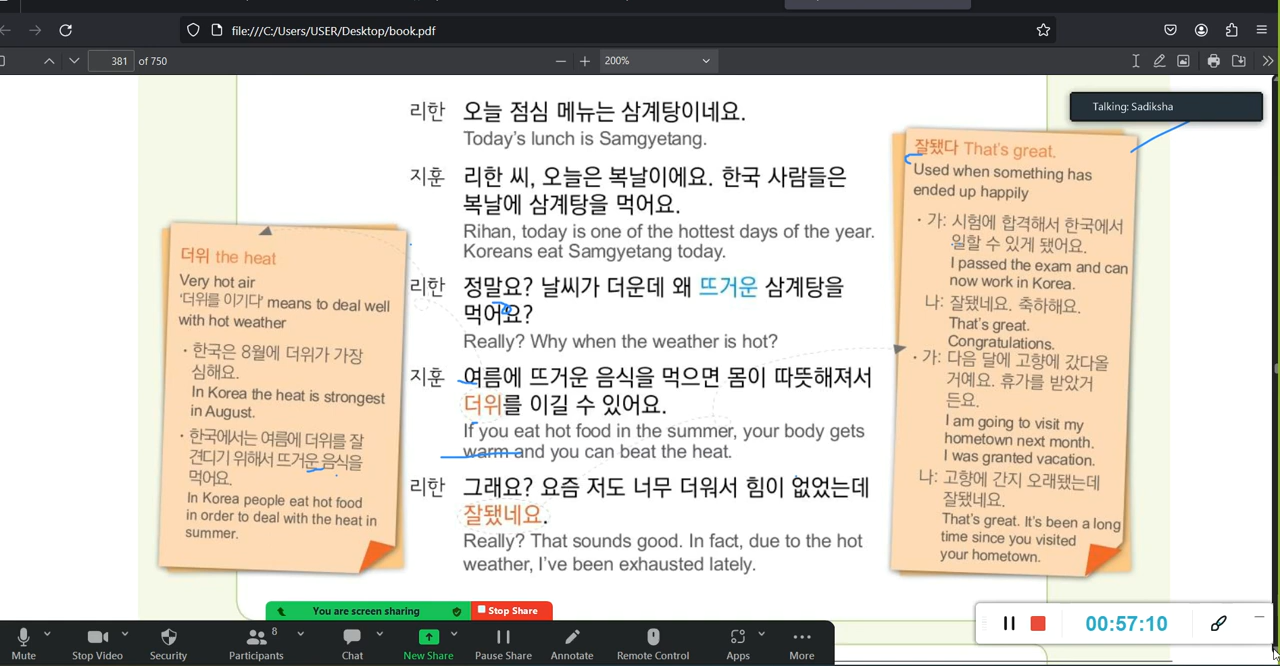 file:///C:/Users/USER/Desktop/book.pdf
381 of 750
200%
Talking: Sadiksha
리한 오늘 점심 메뉴는 삼계탕이네요.
Today's lunch is Samgyetang.
지훈 리한 씨, 오늘은 복날이에요. 한국 사람들은
복날에 삼계탕을 먹어요.
Rihan, today is one of the hottest days of the year.
Koreans eat Samgyetang today.
리한 정말요? 날씨가 더운데 왜 뜨거운 삼계탕을
먹어요?
Really? Why when the weather is hot?
지훈 여름에 뜨거운 음식을 먹으면 몸이 따뜻해져서
더위를 이길 수 있어요.
If you eat hot food in the summer, your body gets
warm and you can beat the heat.
리한 그래요? 요즘 저도 너무 더워서 힘이 없었는데
잘됐네요.
Really? That sounds good. In fact, due to the hot
weather, I've been exhausted lately.
더위 the heat
Very hot air
'더위를 이기다' means to deal well
with hot weather
· 한국은 8월에 더위가 가장
심해요.
In Korea the heat is strongest
in August.
· 한국에서는 여름에 더위를 잘
견디기 위해서 뜨거운 음식을
먹어요.
In Korea people eat hot food
in order to deal with the heat in
summer.
잘됐다 That's great.
Used when something has
ended up happily
· 가: 시험에 합격해서 한국에서
일할 수 있게 됐어요.
I passed the exam and can
now work in Korea.
나: 잘됐네요. 축하해요.
That's great.
Congratulations.
· 가: 다음 달에 고향에 갔다올
거예요. 휴가를 받았거
든요.
I am going to visit my
hometown next month.
I was granted vacation.
나: 고향에 간지 오래됐는데
잘됐네요.
That's great. It's been a long
time since you visited
your hometown.
You are screen sharing
Stop Share
00:57:10
Mute
Stop Video
Security
8
Participants
Chat
New Share
Pause Share
Annotate
Remote Control
Apps
More